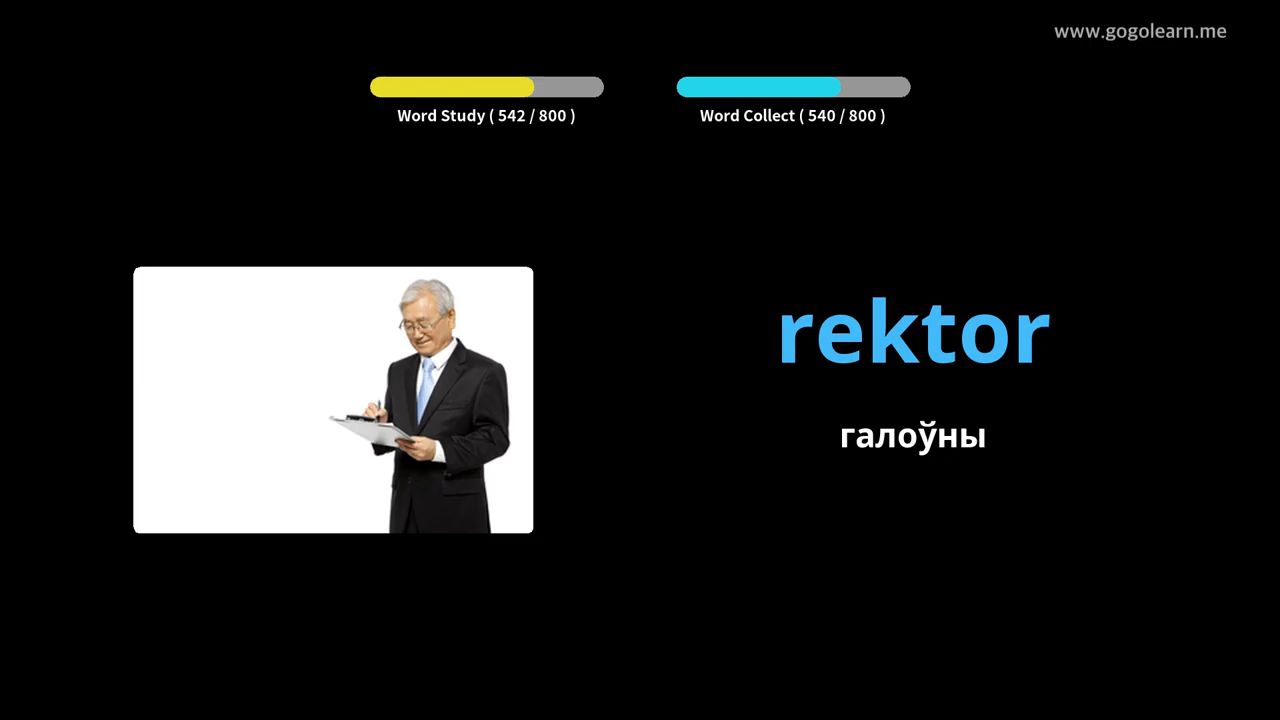 www.gogolearn.me
Word Study ( 542 / 800 )
Word Collect ( 540 / 800 )
rektor
галоўны